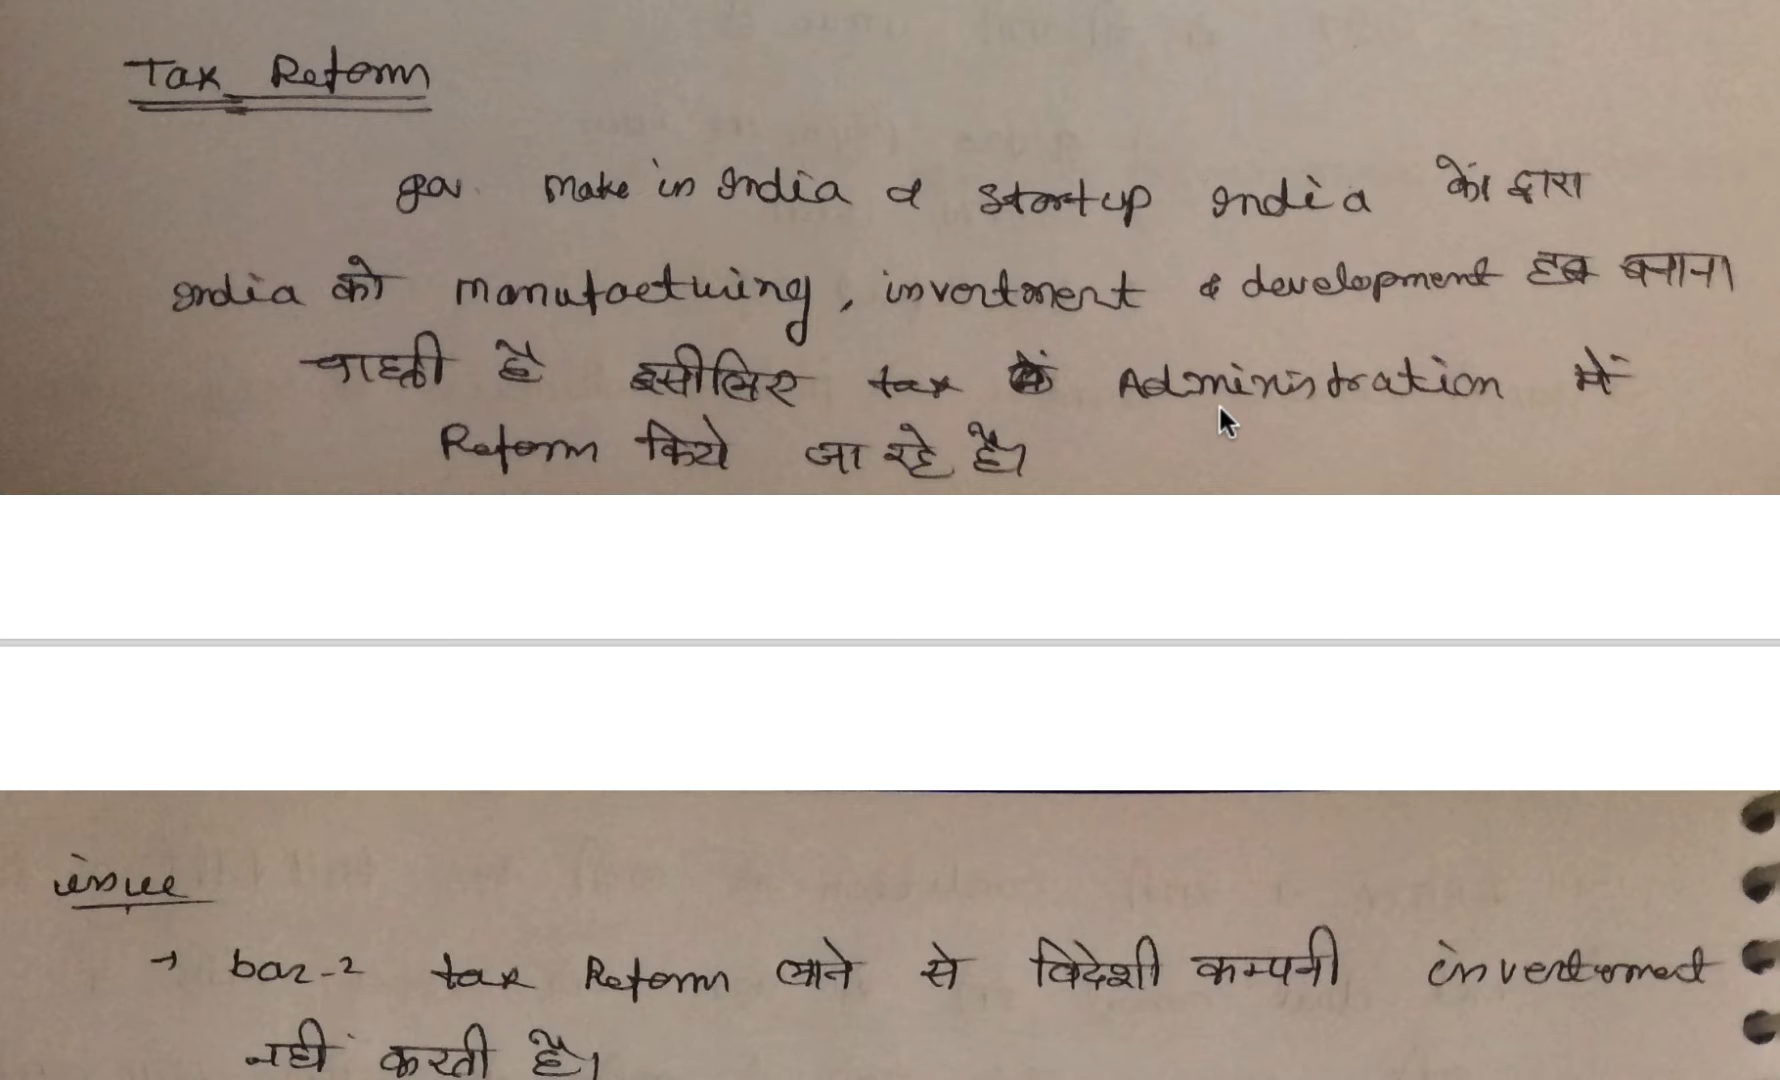 Tax Reform
gov. make in India & Startup India के द्वारा
India को manufacturing, investment & development हब बनाना
चाहती है इसीलिए tax Administration में
Reform किये जा रहे है।
issue
→ bar-2 tax Reform लाने से विदेशी कम्पनी investment
नहीं करती है।